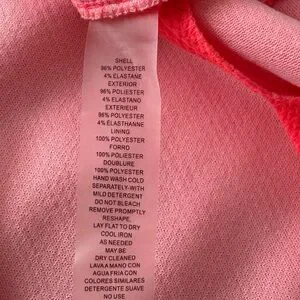 SHELL
96% POLYESTER
4% ELASTANE
EXTERIOR
96% POLIESTER
4% ELASTANO
EXTERIEUR
96% POLYESTER
4% ÉLASTHANNE
LINING
100% POLYESTER
FORRO
100% POLIESTER
DOUBLURE
100% POLYESTER
HAND WASH COLD
SEPARATELY-WITH
MILD DETERGENT
DO NOT BLEACH
REMOVE PROMPTLY
RESHAPE.
LAY FLAT TO DRY
COOL IRON
AS NEEDED
MAY BE
DRY CLEANED
LAVAA MANO CON
AGUA FRIA CON
COLORES SIMILARES
DETERGENTE SUAVE
NO USE